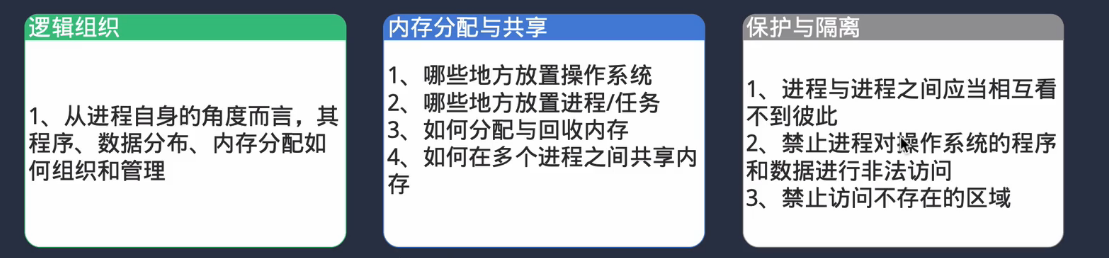 逻辑组织
1、从进程自身的角度而言，其
程序、数据分布、内存分配如
何组织和管理
内存分配与共享
1、哪些地方放置操作系统
2、哪些地方放置进程/任务
3、如何分配与回收内存
4、如何在多个进程之间共享内
存
保护与隔离
1、进程与进程之间应当相互看
不到彼此
2、禁止进程对操作系统的程序
和数据进行非法访问
3、禁止访问不存在的区域